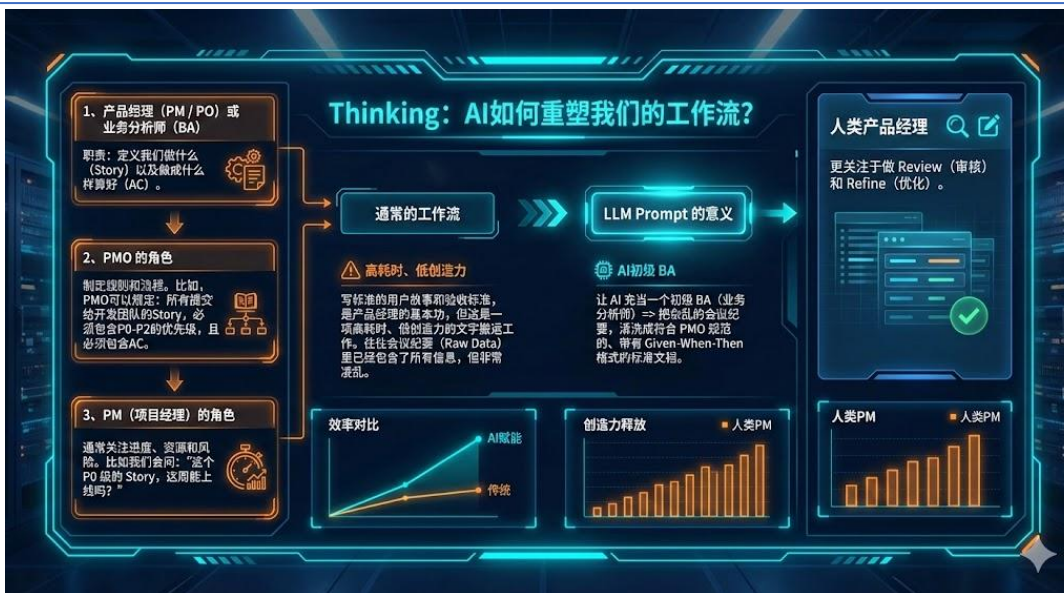 Thinking: AI如何重塑我们的工作流?
1、产品经理（PM / PO）或
业务分析师（BA）
职责：定义我们做什么
（Story）以及做成什么
样算好（AC）。
2、PMO 的角色
制定规则和流程。比如，
PMO可以规定：所有提交
给开发团队的Story，必
须包含P0-P2的优先级，且
必须包含AC。
3、PM（项目经理）的角色
通常关注进度、资源和风
险。比如我们会问：“这个
P0 级的 Story，这周能上
线吗？”
通常的工作流
高耗时、低创造力
写标准的用户故事和验收标准，
是产品经理的基本功，但这是一
项高耗时、低创造力的文字搬运工
作。往往会议纪要（Raw Data）
里已经包含了所有信息，但非常
凌乱。
LLM Prompt 的意义
AI初级 BA
让 AI 充当一个初级 BA（业务
分析师）=> 把杂乱的会议纪
要，清洗成符合 PMO 规范
的、带有 Given-When-Then
格式的标准文档。
人类产品经理
更关注于做 Review（审核）
和 Refine（优化）。
效率对比
AI赋能
传统
创造力释放
人类PM
人类PM
人类PM